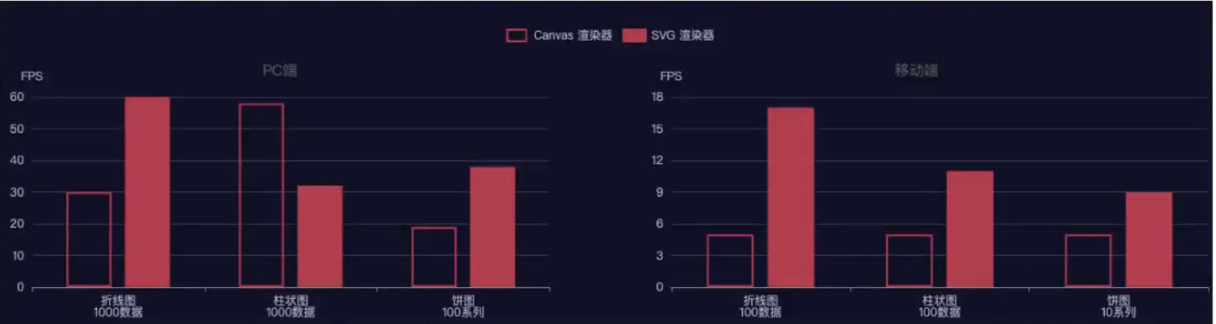 Canvas 渲染器 SVG 渲染器
PC端
FPS
60
50
40
30
20
10
0
折线图
1000数据
柱状图
1000数据
饼图
100系列
移动端
FPS
18
15
12
9
6
3
0
折线图
100数据
柱状图
100数据
饼图
10系列